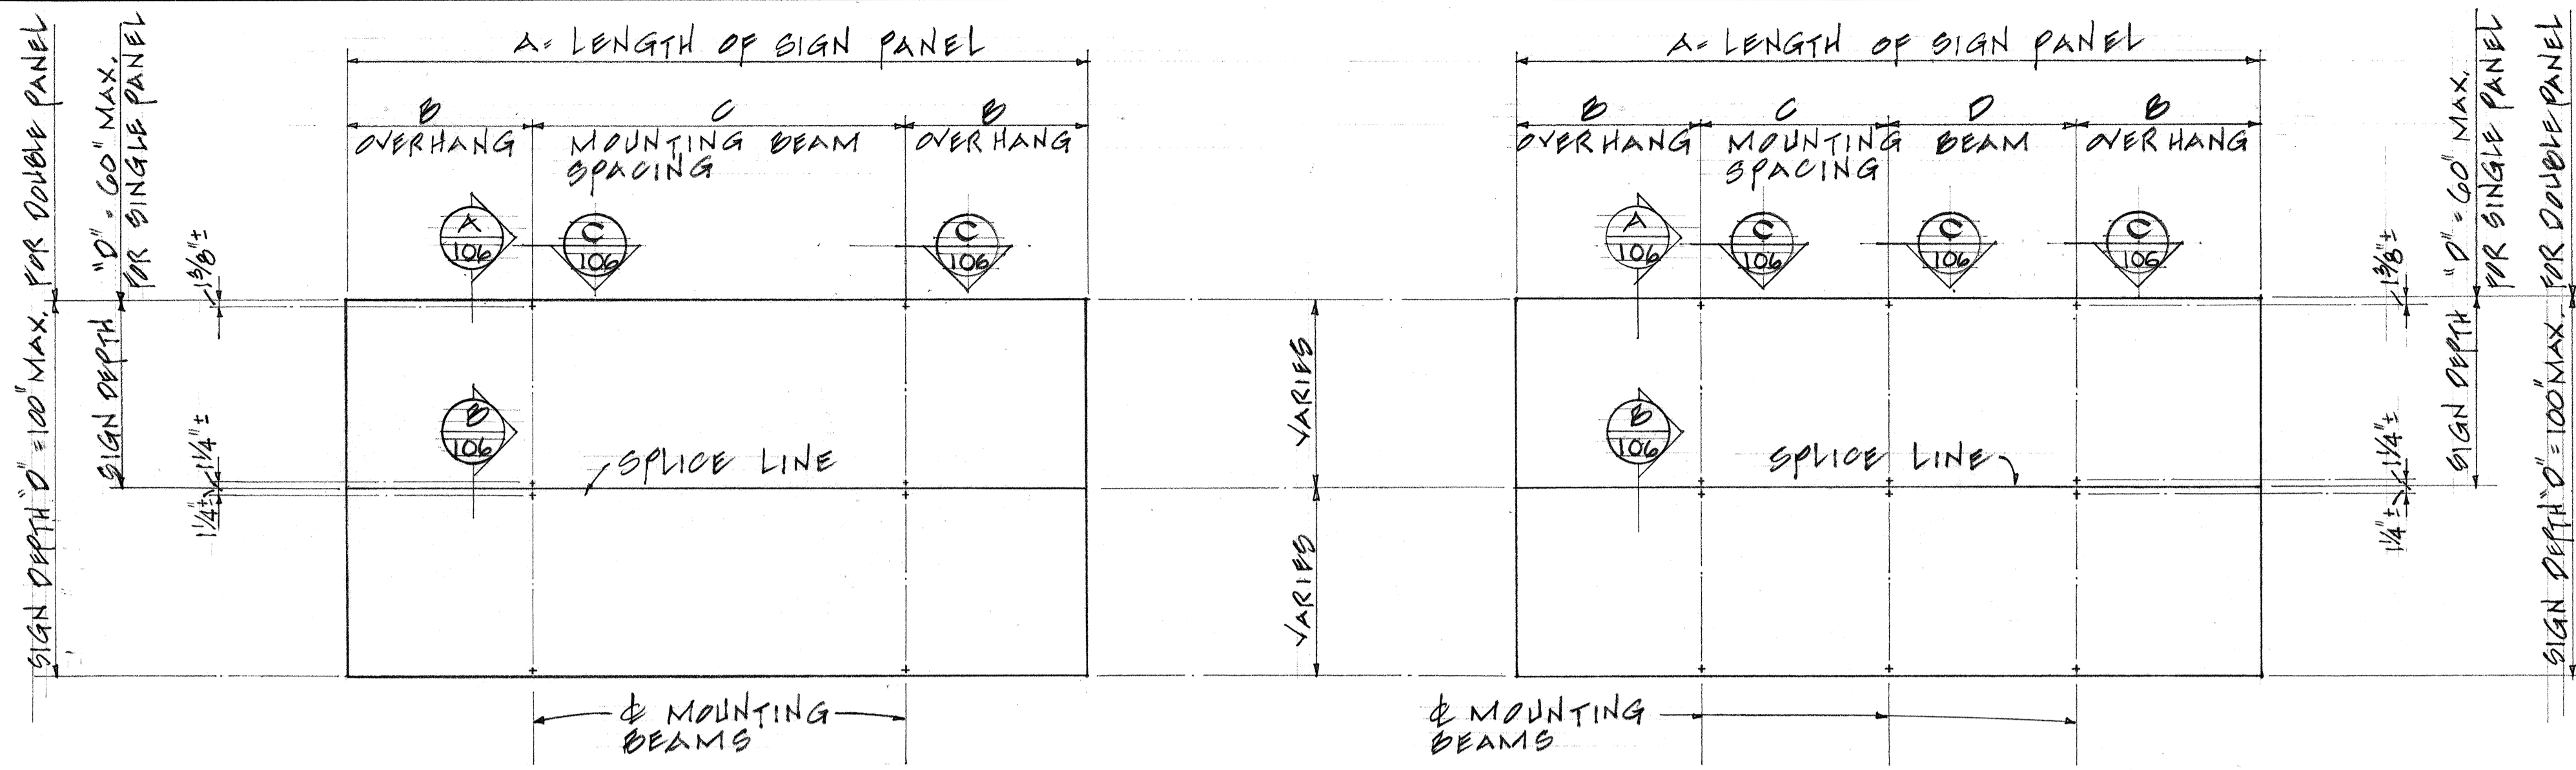 A= LENGTH OF SIGN PANEL
B
C
B
OVERHANG
MOUNTING BEAM
SPACING
OVERHANG
A
106
C
106
C
106
B
106
SPLICE LINE
℄ MOUNTING
BEAMS
SIGN DEPTH "D"=100" MAX. FOR DOUBLE PANEL
SIGN DEPTH "D"=60" MAX.
FOR SINGLE PANEL
1 3/8"±
1 1/4"±
1 1/4"±
VARIES
VARIES
A= LENGTH OF SIGN PANEL
B
C
D
B
OVERHANG
MOUNTING
SPACING
BEAM
OVERHANG
A
106
C
106
C
106
C
106
B
106
SPLICE LINE
℄ MOUNTING
BEAMS
1 3/8"±
1 1/4"±
1 1/4"±
SIGN DEPTH "D"=60" MAX.
FOR SINGLE PANEL
SIGN DEPTH "D"=100" MAX. FOR DOUBLE PANEL